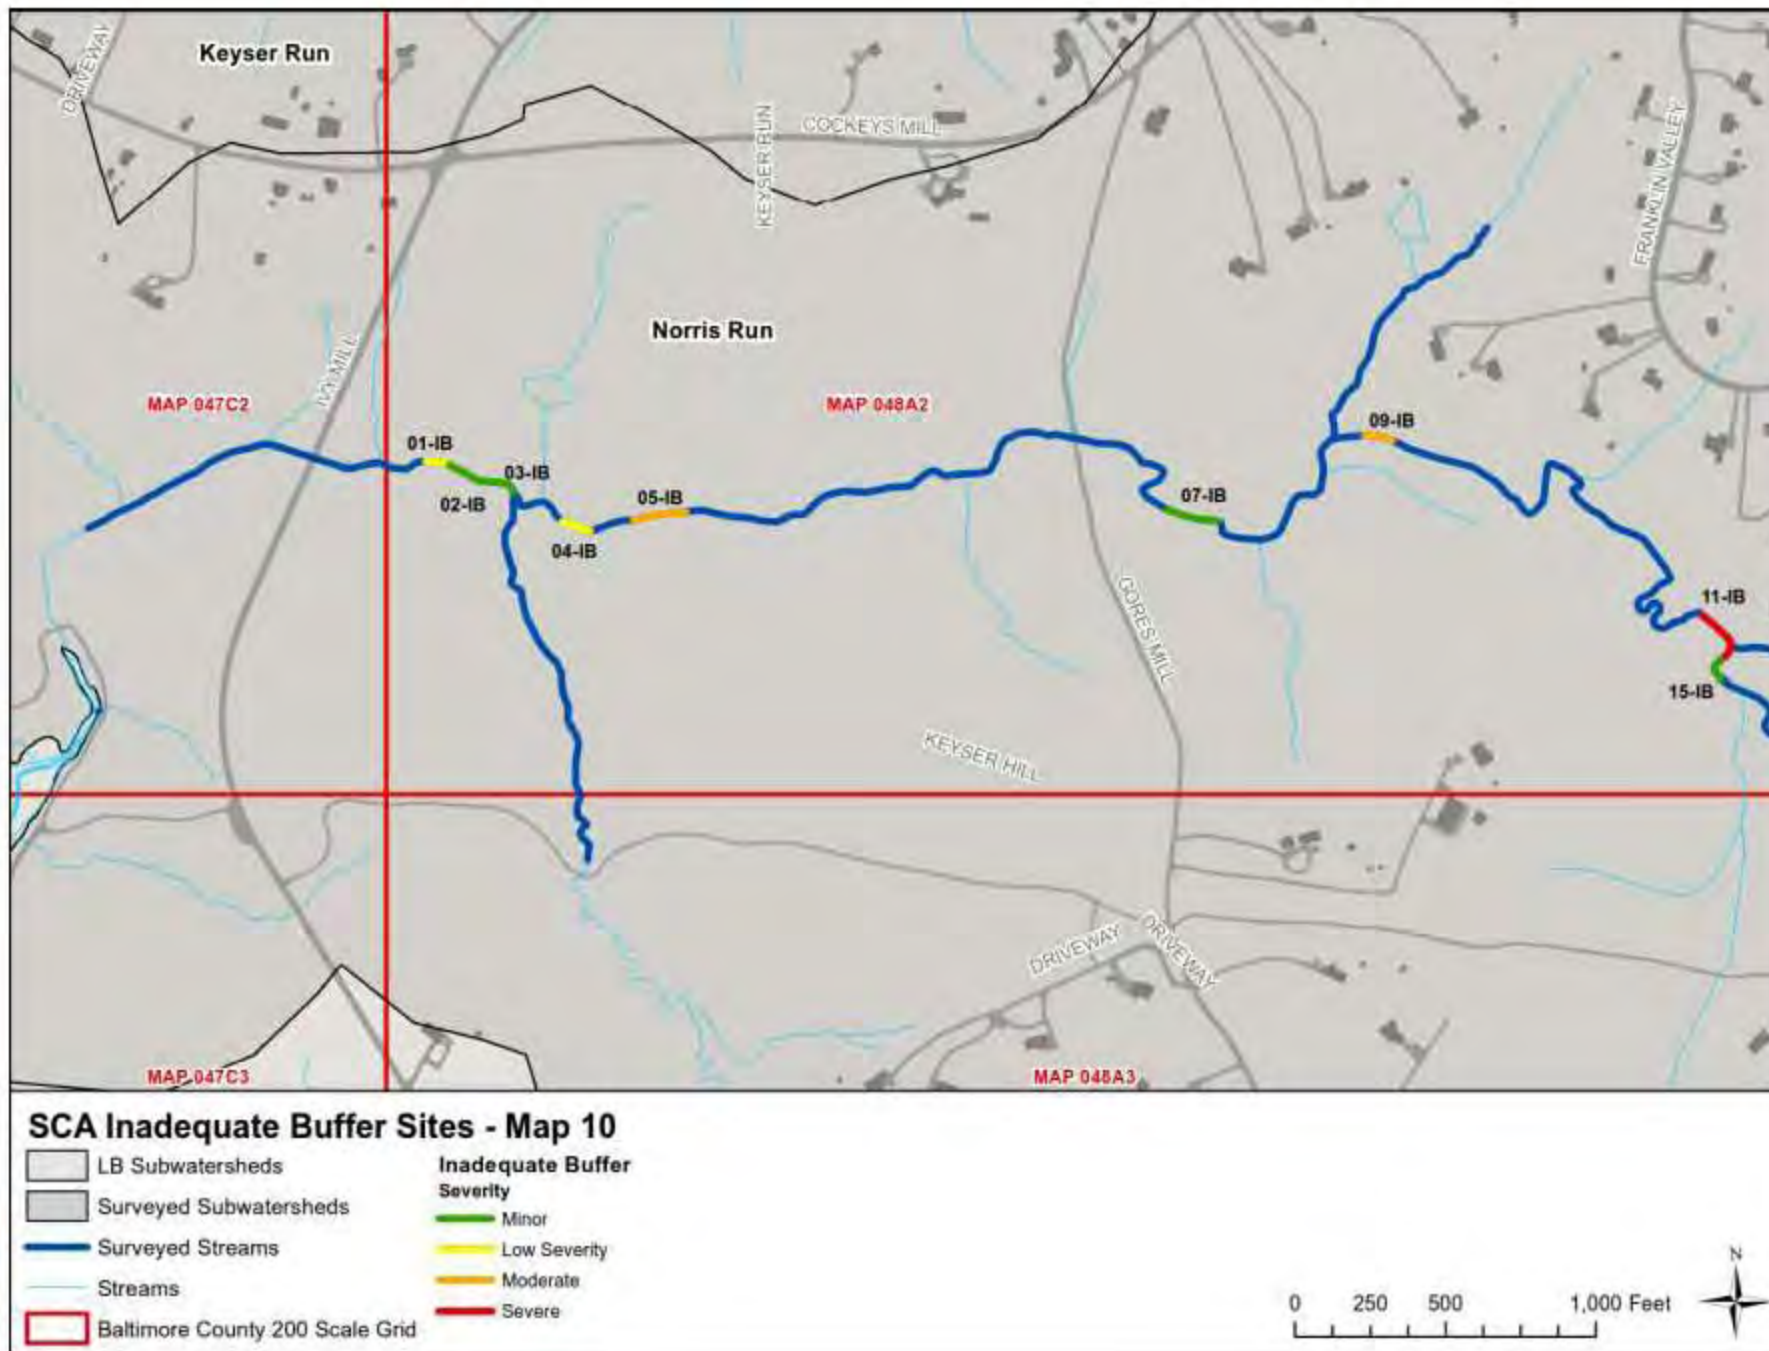 Keyser Run
DRIVEWAY
KEYSER RUN
COCKEYS MILL
FRANKLIN VALLEY
Norris Run
IVY MILL
MAP 047C2
MAP 048A2
01-IB
03-IB
02-IB
04-IB
05-IB
07-IB
09-IB
11-IB
15-IB
GORES MILL
KEYSER HILL
DRIVEWAY
DRIVEWAY
MAP 047C3
MAP 048A3
SCA Inadequate Buffer Sites - Map 10
LB Subwatersheds
Surveyed Subwatersheds
Surveyed Streams
Streams
Baltimore County 200 Scale Grid
Inadequate Buffer
Severity
Minor
Low Severity
Moderate
Severe
0 250 500 1,000 Feet
N